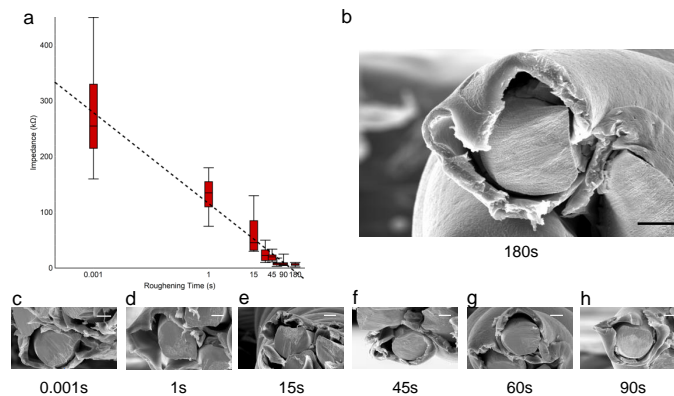 a
b
400
300
200
100
0
Impedance (kΩ)
0.001
1
15
45
90
180
Roughening Time (s)
180s
c
d
e
f
g
h
0.001s
1s
15s
45s
60s
90s